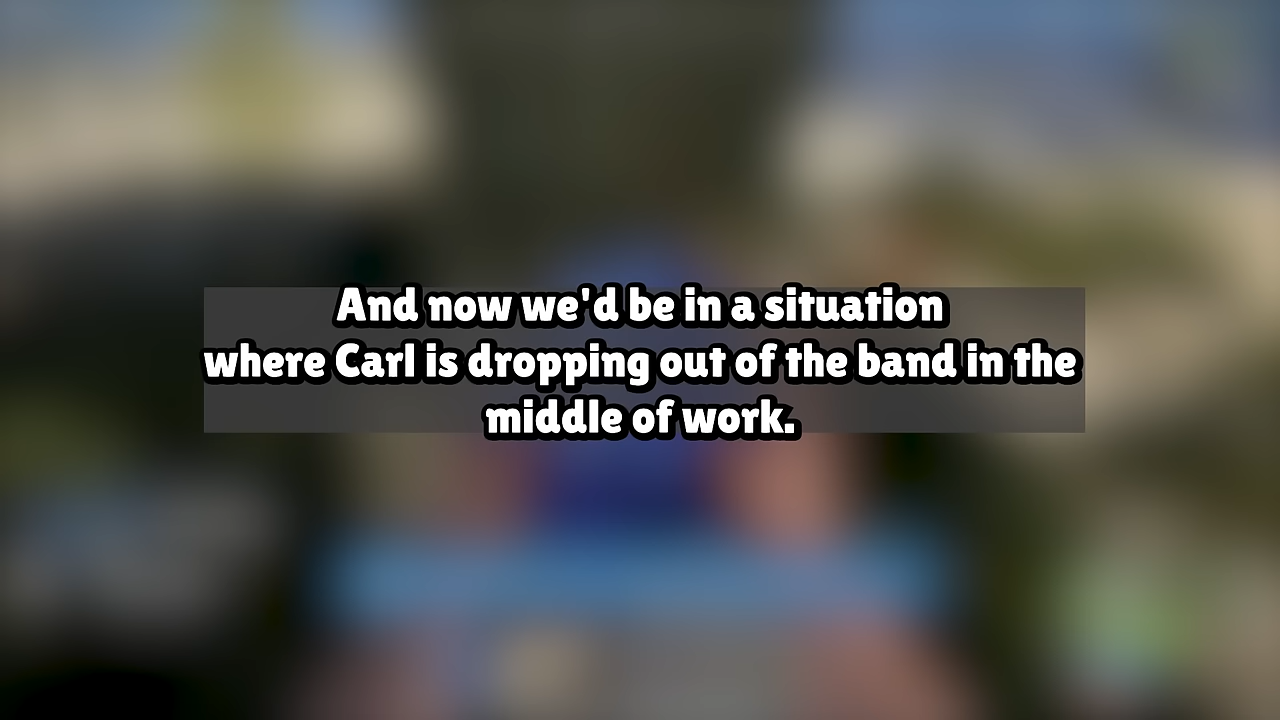 And now we'd be in a situation
where Carl is dropping out of the band in the
middle of work.